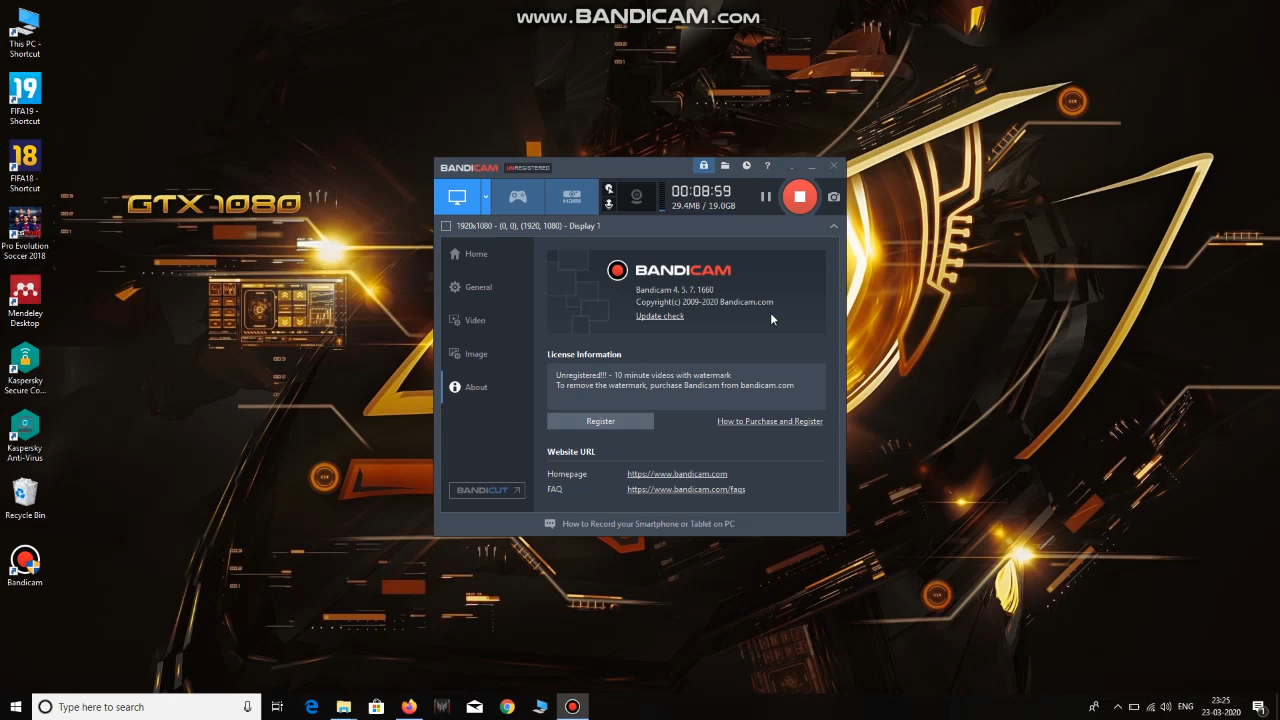 www.BANDICAM.com
This PC -
Shortcut
19
FIFA19 -
Shortcut
18
FIFA18 -
Shortcut
Pro Evolution
Soccer 2018
Mendeley
Desktop
Kaspersky
Secure Co...
Kaspersky
Anti-Virus
Recycle Bin
Bandicam
GTX 1080
BANDICAM UNREGISTERED
HDMI
00:08:59
29.4MB / 19.0GB
1920x1080 - (0, 0), (1920, 1080) - Display 1
Home
General
Video
Image
About
BANDICUT
BANDICAM
Bandicam 4. 5. 7. 1660
Copyright(c) 2009-2020 Bandicam.com
Update check
License Information
Unregistered!!! - 10 minute videos with watermark
To remove the watermark, purchase Bandicam from bandicam.com
Register
How to Purchase and Register
Website URL
Homepage https://www.bandicam.com
FAQ https://www.bandicam.com/faqs
How to Record your Smartphone or Tablet on PC
Type here to search
ENG
23:25
23-03-2020